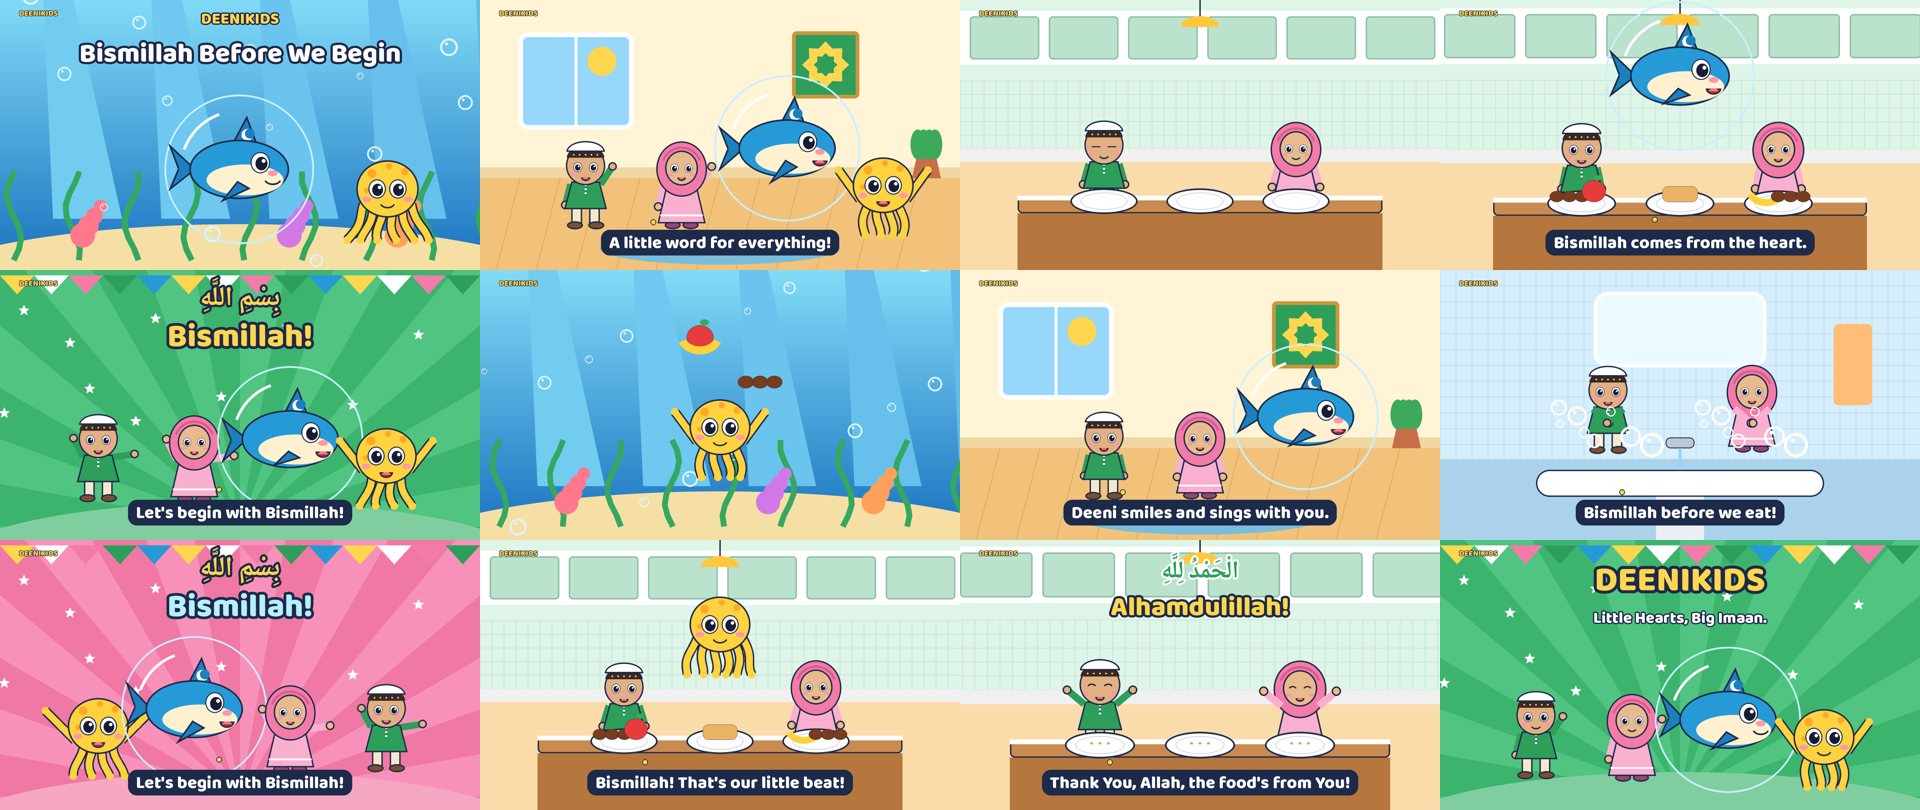 DEENIKIDS
DEENIKIDS
Bismillah Before We Begin
DEENIKIDS
A little word for everything!
DEENIKIDS
DEENIKIDS
Bismillah comes from the heart.
DEENIKIDS
بِسْمِ اللَّهِ
Bismillah!
Let's begin with Bismillah!
DEENIKIDS
DEENIKIDS
Deeni smiles and sings with you.
DEENIKIDS
Bismillah before we eat!
DEENIKIDS
بِسْمِ اللَّهِ
Bismillah!
Let's begin with Bismillah!
DEENIKIDS
Bismillah! That's our little beat!
DEENIKIDS
الْحَمْدُ لِلَّهِ
Alhamdulillah!
Thank You, Allah, the food's from You!
DEENIKIDS
DEENIKIDS
Little Hearts, Big Imaan.